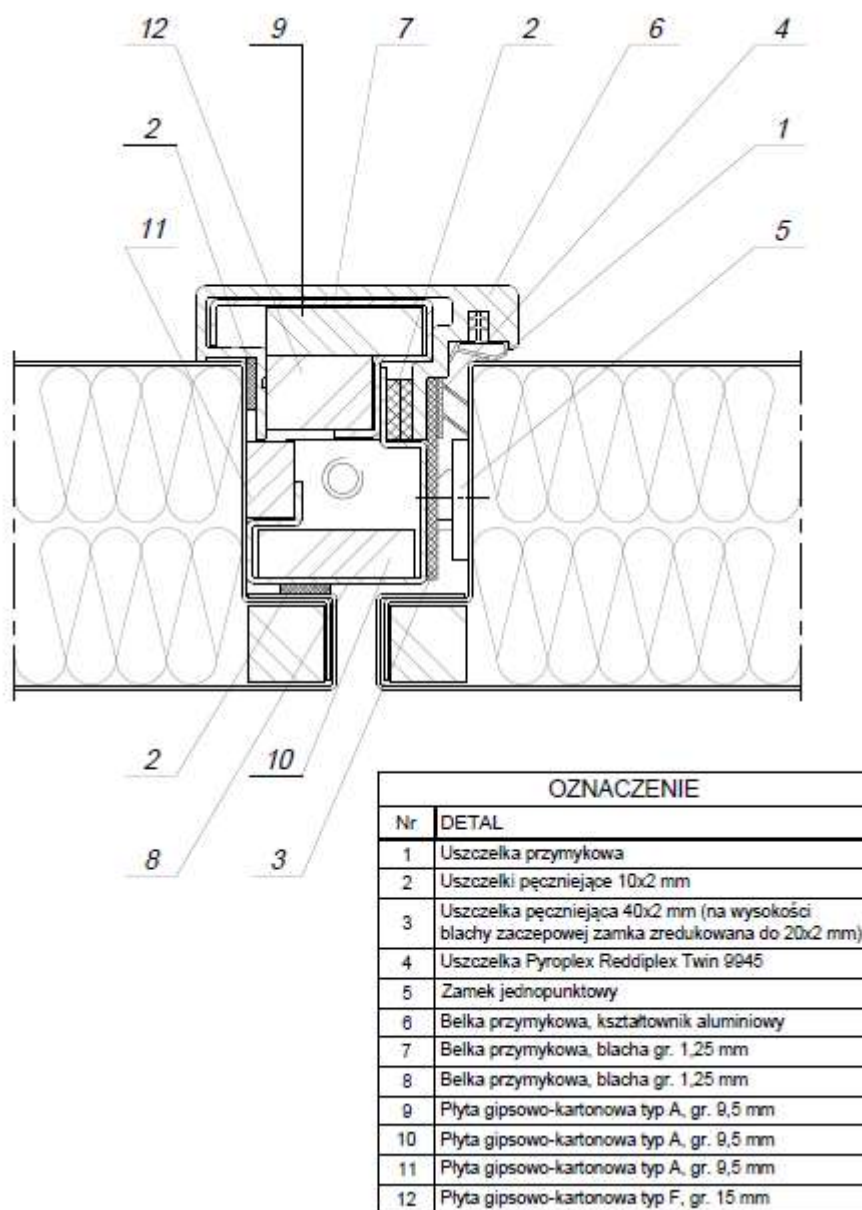 12 9 7 2 6 4
2 1
11 5
2 10
8 3
OZNACZENIE
Nr DETAL
1 Uszczelka przymykowa
2 Uszczelki pęczniejące 10x2 mm
3 Uszczelka pęczniejąca 40x2 mm (na wysokości
blachy zaczepowej zamka zredukowana do 20x2 mm)
4 Uszczelka Pyroplex Reddiplex Twin 9945
5 Zamek jednopunktowy
6 Belka przymykowa, kształtownik aluminiowy
7 Belka przymykowa, blacha gr. 1,25 mm
8 Belka przymykowa, blacha gr. 1,25 mm
9 Płyta gipsowo-kartonowa typ A, gr. 9,5 mm
10 Płyta gipsowo-kartonowa typ A, gr. 9,5 mm
11 Płyta gipsowo-kartonowa typ A, gr. 9,5 mm
12 Płyta gipsowo-kartonowa typ F, gr. 15 mm